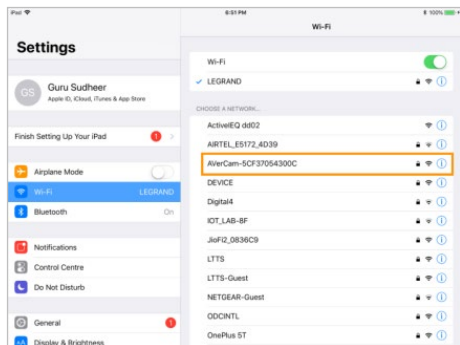 iPad
8:51 PM
100%
Settings
Wi-Fi
GS
Guru Sudheer
Apple ID, iCloud, iTunes & App Store
Finish Setting Up Your iPad
1
Airplane Mode
Wi-Fi LEGRAND
Bluetooth On
Notifications
Control Centre
Do Not Disturb
General 1
Display & Brightness
Wi-Fi
LEGRAND
CHOOSE A NETWORK...
ActiveIEQ dd02
AIRTEL_E5172_4D39
AVerCam-5CF37054300C
DEVICE
Digital4
IOT_LAB-8F
JioFi2_0836C9
LTTS
LTTS-Guest
NETGEAR-Guest
ODCINTL
OnePlus 5T